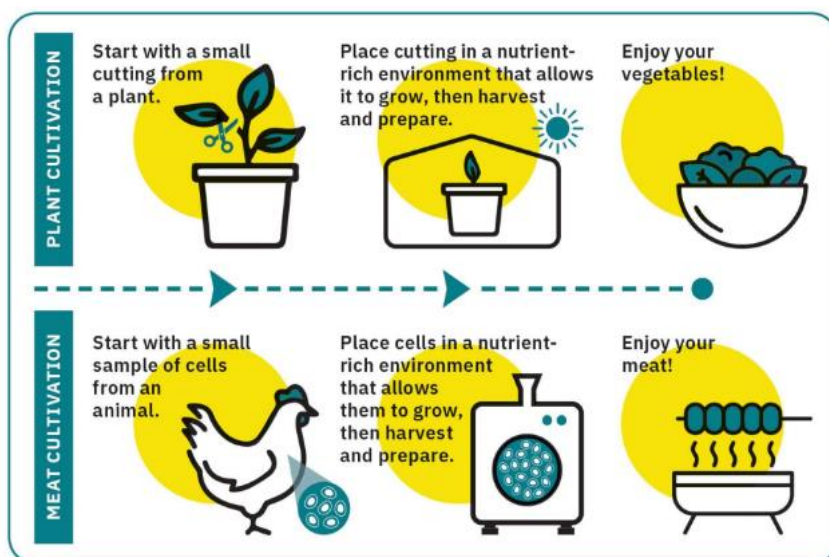 PLANT CULTIVATION
Start with a small
cutting from
a plant.
Place cutting in a nutrient-
rich environment that allows
it to grow, then harvest
and prepare.
Enjoy your
vegetables!
MEAT CULTIVATION
Start with a small
sample of cells
from an
animal.
Place cells in a nutrient-
rich environment
that allows
them to grow,
then harvest
and prepare.
Enjoy your
meat!